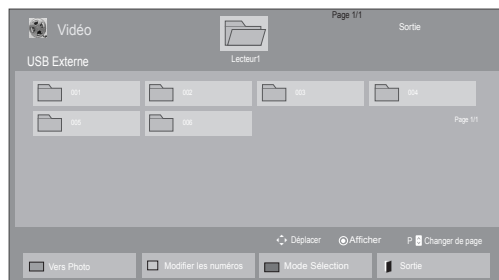 Page 1/1
Vidéo
Sortie
USB Externe
Lecteur1
001 002 003 004
005 006
Page 1/1
Déplacer Afficher P Changer de page
Vers Photo Modifier les numéros Mode Sélection Sortie